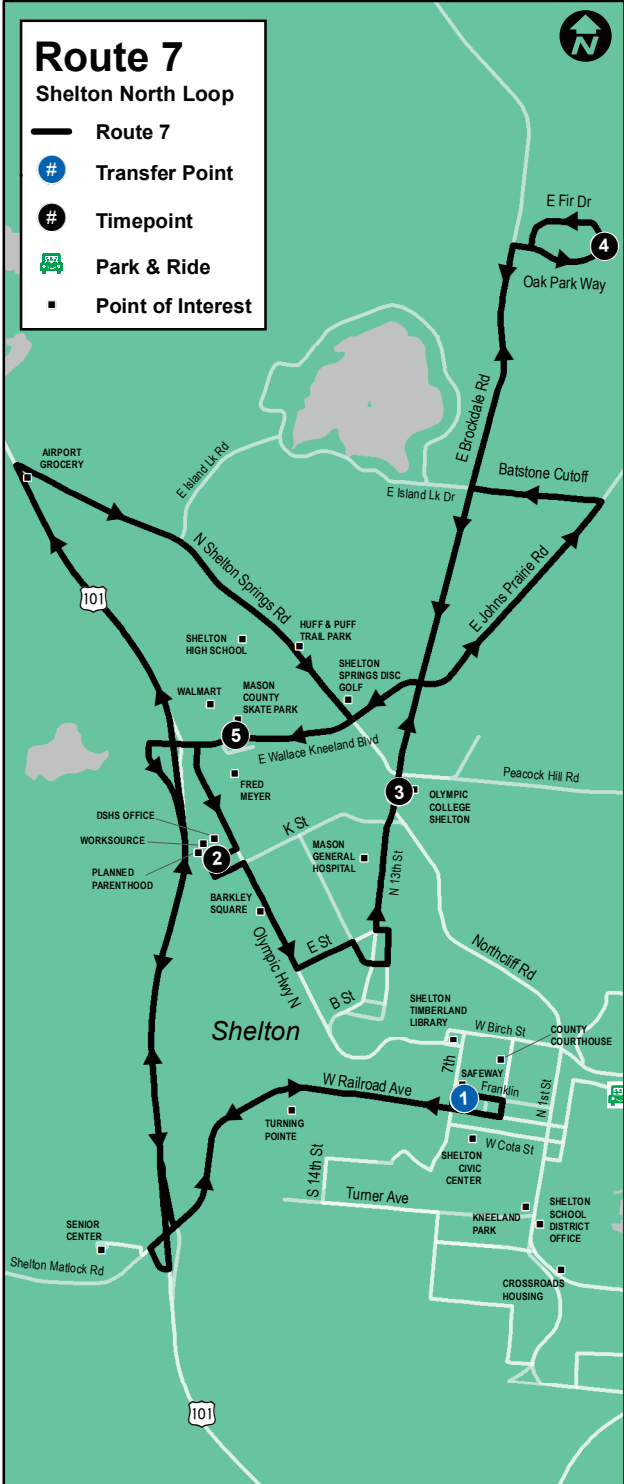 Route 7
Shelton North Loop
Route 7
# Transfer Point
# Timepoint
Park & Ride
Point of Interest
N
E Fir Dr
4
Oak Park Way
E Brockdale Rd
Batstone Cutoff
E Island Lk Dr
E Island Lk Rd
AIRPORT
GROCERY
N Shelton Springs Rd
E Johns Prairie Rd
101
HUFF & PUFF
TRAIL PARK
SHELTON
HIGH SCHOOL
SHELTON
SPRINGS DISC
GOLF
WALMART
MASON
COUNTY
SKATE PARK
5
E Wallace Kneeland Blvd
FRED
MEYER
Peacock Hill Rd
3
OLYMPIC
COLLEGE
SHELTON
DSHS OFFICE
WORKSOURCE
PLANNED
PARENTHOOD
2
K St
MASON
GENERAL
HOSPITAL
N 13th St
BARKLEY
SQUARE
Olympic Hwy N
E St
B St
Northcliff Rd
Shelton
SHELTON
TIMBERLAND
LIBRARY
W Birch St
COUNTY
COURTHOUSE
7th
SAFEWAY
Franklin
N 1st St
1
W Railroad Ave
TURNING
POINTE
W Cota St
SHELTON
CIVIC
CENTER
S 14th St
Turner Ave
KNEELAND
PARK
SHELTON
SCHOOL
DISTRICT
OFFICE
SENIOR
CENTER
Shelton Matlock Rd
CROSSROADS
HOUSING
101